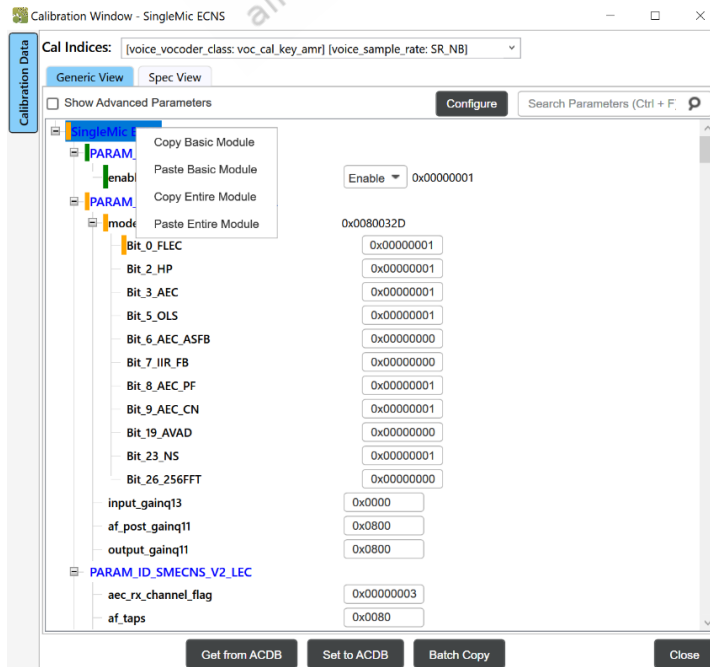 Calibration Window - SingleMic ECNS
Calibration Data
Cal Indices: [voice_vocoder_class: voc_cal_key_amr] [voice_sample_rate: SR_NB]
Generic View Spec View
Show Advanced Parameters Configure Search Parameters (Ctrl + F
SingleMic
Copy Basic Module
PARAM_
Paste Basic Module
enabl Enable 0x00000001
Copy Entire Module
PARAM_
Paste Entire Module
mode 0x0080032D
Bit_0_FLEC 0x00000001
Bit_2_HP 0x00000001
Bit_3_AEC 0x00000001
Bit_5_OLS 0x00000001
Bit_6_AEC_ASFB 0x00000000
Bit_7_IIR_FB 0x00000000
Bit_8_AEC_PF 0x00000001
Bit_9_AEC_CN 0x00000001
Bit_19_AVAD 0x00000000
Bit_23_NS 0x00000001
Bit_26_256FFT 0x00000000
input_gainq13 0x0000
af_post_gainq11 0x0800
output_gainq11 0x0800
PARAM_ID_SMECNS_V2_LEC
aec_rx_channel_flag 0x00000003
af_taps 0x0080
Get from ACDB Set to ACDB Batch Copy Close